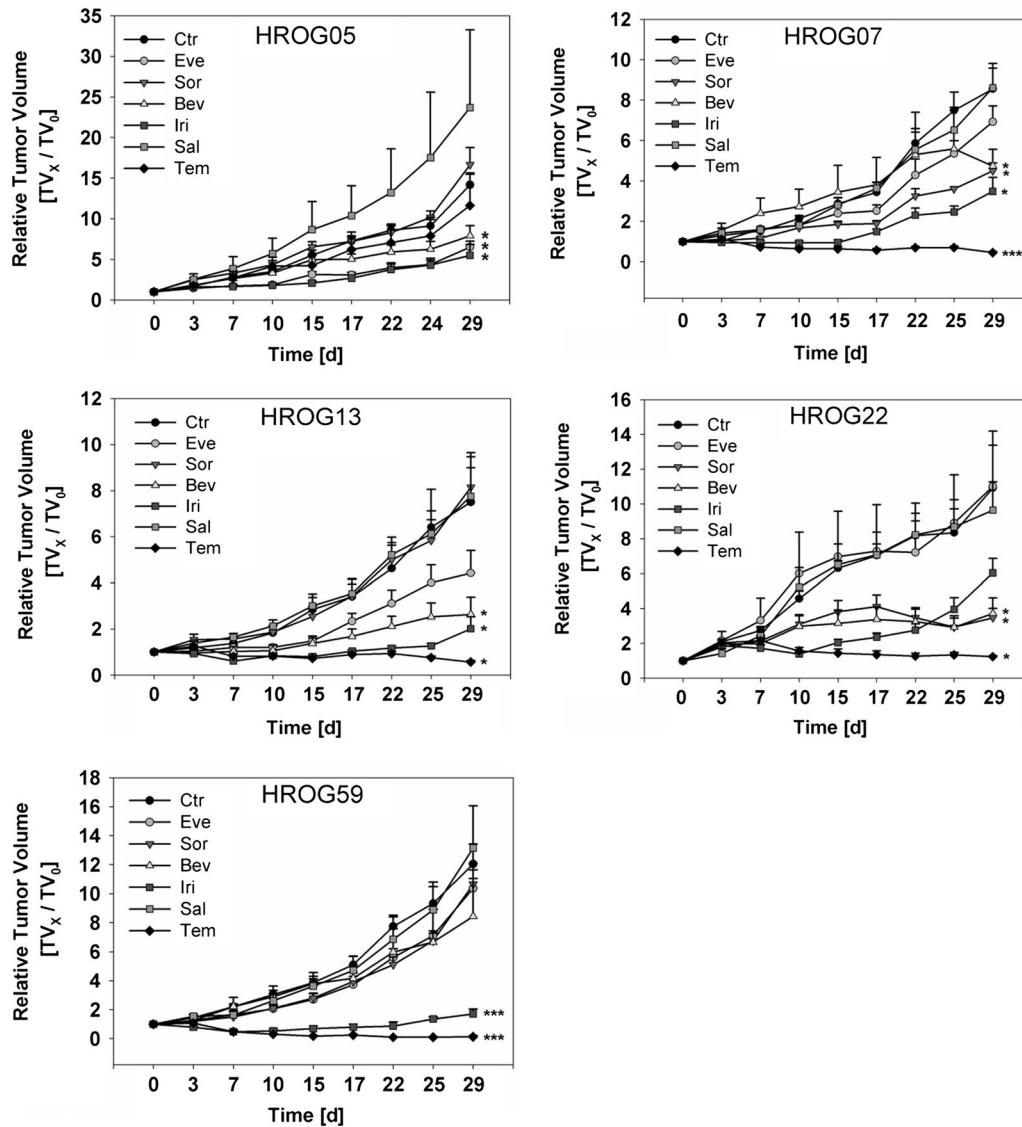 HROG05
Relative Tumor Volume
[TVX / TV0]
35
30
25
20
15
10
5
0
Ctr
Eve
Sor
Bev
Iri
Sal
Tem
*
*
*
0 3 7 10 15 17 22 24 29
Time [d]
HROG07
Relative Tumor Volume
[TVX / TV0]
12
10
8
6
4
2
0
Ctr
Eve
Sor
Bev
Iri
Sal
Tem
*
*
*
***
0 3 7 10 15 17 22 25 29
Time [d]
HROG13
Relative Tumor Volume
[TVX / TV0]
12
10
8
6
4
2
0
Ctr
Eve
Sor
Bev
Iri
Sal
Tem
*
*
*
0 3 7 10 15 17 22 25 29
Time [d]
HROG22
Relative Tumor Volume
[TVX / TV0]
16
14
12
10
8
6
4
2
0
Ctr
Eve
Sor
Bev
Iri
Sal
Tem
*
*
*
0 3 7 10 15 17 22 25 29
Time [d]
HROG59
Relative Tumor Volume
[TVX / TV0]
18
16
14
12
10
8
6
4
2
0
Ctr
Eve
Sor
Bev
Iri
Sal
Tem
***
***
0 3 7 10 15 17 22 25 29
Time [d]